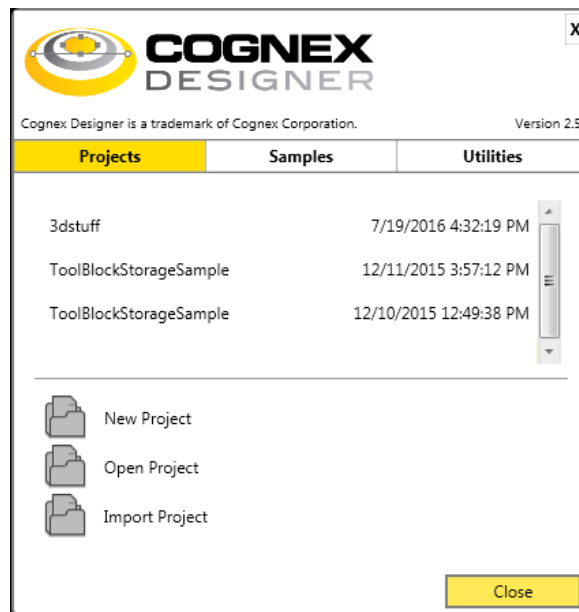 COGNEX
DESIGNER
X
Cognex Designer is a trademark of Cognex Corporation. Version 2.5
Projects Samples Utilities
3dstuff 7/19/2016 4:32:19 PM
ToolBlockStorageSample 12/11/2015 3:57:12 PM
ToolBlockStorageSample 12/10/2015 12:49:38 PM
New Project
Open Project
Import Project
Close